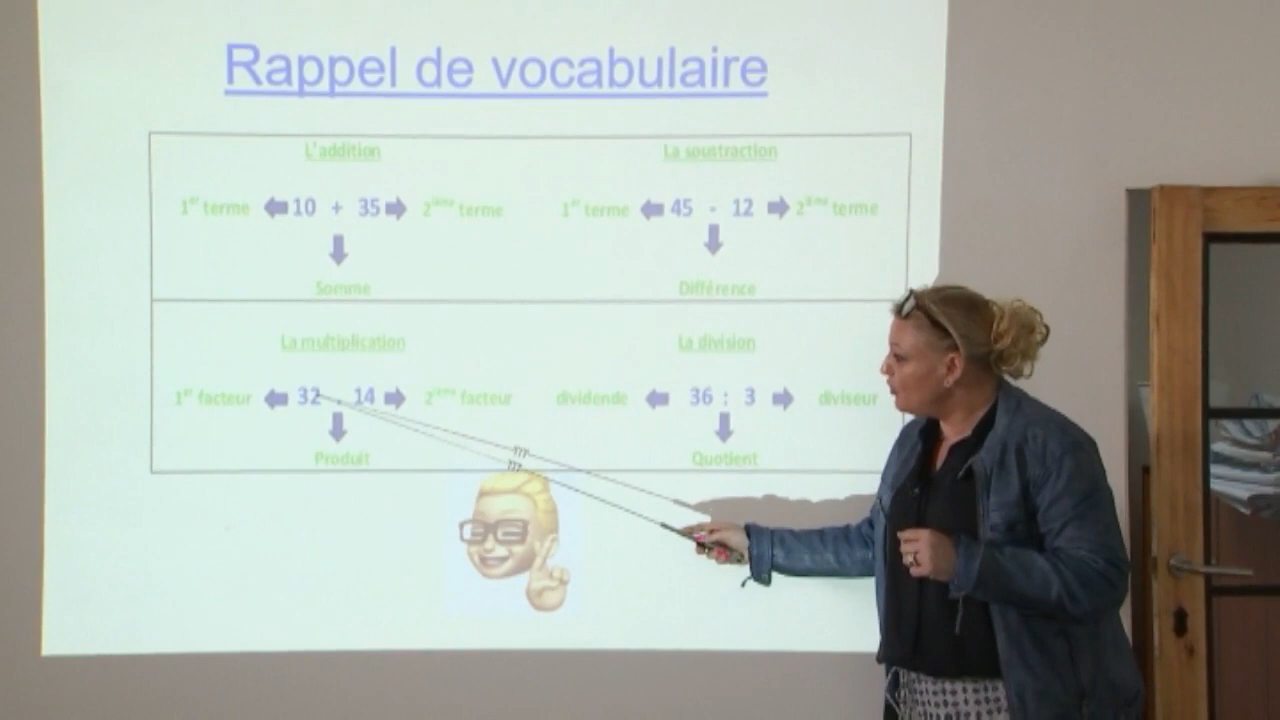 Rappel de vocabulaire
L'addition
1er terme 10 + 35 2ème terme
Somme
La soustraction
1er terme 45 - 12 2ème terme
Différence
La multiplication
1er facteur 32 . 14 2ème facteur
Produit
La division
dividende 36 : 3 diviseur
Quotient